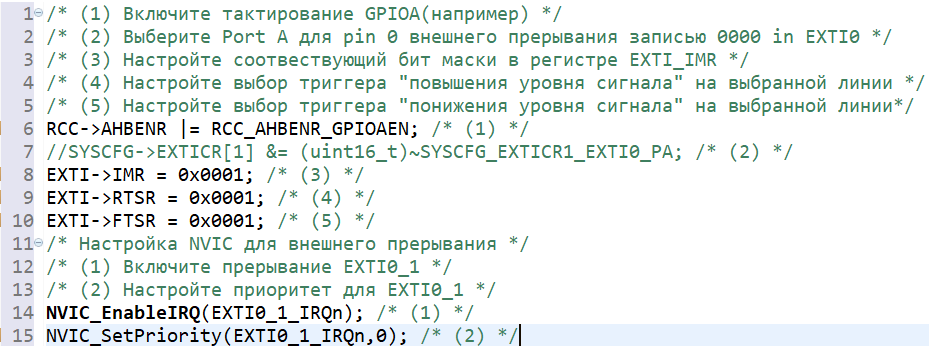 1 /* (1) Включите тактирование GPIOA(например) */
2 /* (2) Выберите Port A для pin 0 внешнего прерывания записью 0000 in EXTI0 */
3 /* (3) Настройте соотвествующий бит маски в регистре EXTI_IMR */
4 /* (4) Настройте выбор триггера "повышения уровня сигнала" на выбранной линии */
5 /* (5) Настройте выбор триггера "понижения уровня сигнала" на выбранной линии*/
6 RCC->AHBENR |= RCC_AHBENR_GPIOAEN; /* (1) */
7 //SYSCFG->EXTICR[1] &= (uint16_t)~SYSCFG_EXTICR1_EXTI0_PA; /* (2) */
8 EXTI->IMR = 0x0001; /* (3) */
9 EXTI->RTSR = 0x0001; /* (4) */
10 EXTI->FTSR = 0x0001; /* (5) */
11 /* Настройка NVIC для внешнего прерывания */
12 /* (1) Включите прерывание EXTI0_1 */
13 /* (2) Настройте приоритет для EXTI0_1 */
14 NVIC_EnableIRQ(EXTI0_1_IRQn); /* (1) */
15 NVIC_SetPriority(EXTI0_1_IRQn,0); /* (2) */